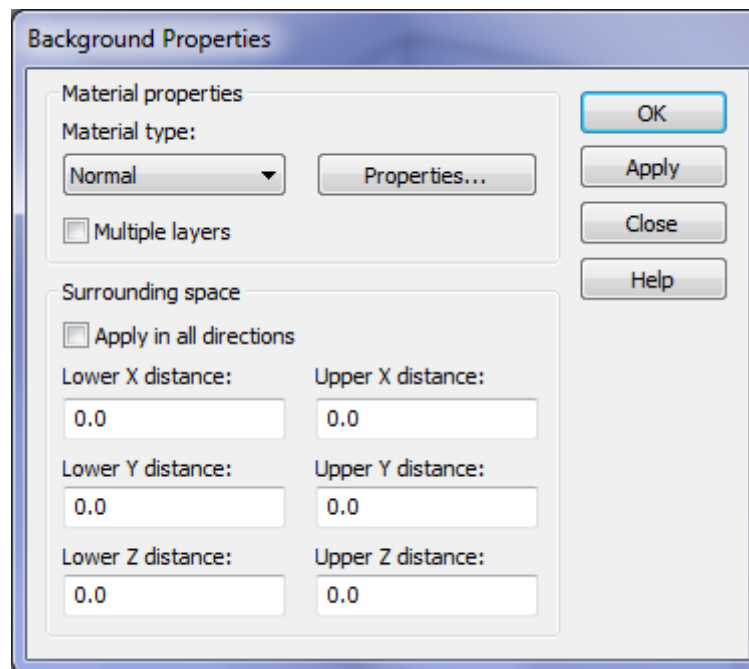 Background Properties
Material properties
Material type:
Normal
Properties...
Multiple layers
Surrounding space
Apply in all directions
Lower X distance:
Upper X distance:
0.0
0.0
Lower Y distance:
Upper Y distance:
0.0
0.0
Lower Z distance:
Upper Z distance:
0.0
0.0
OK
Apply
Close
Help